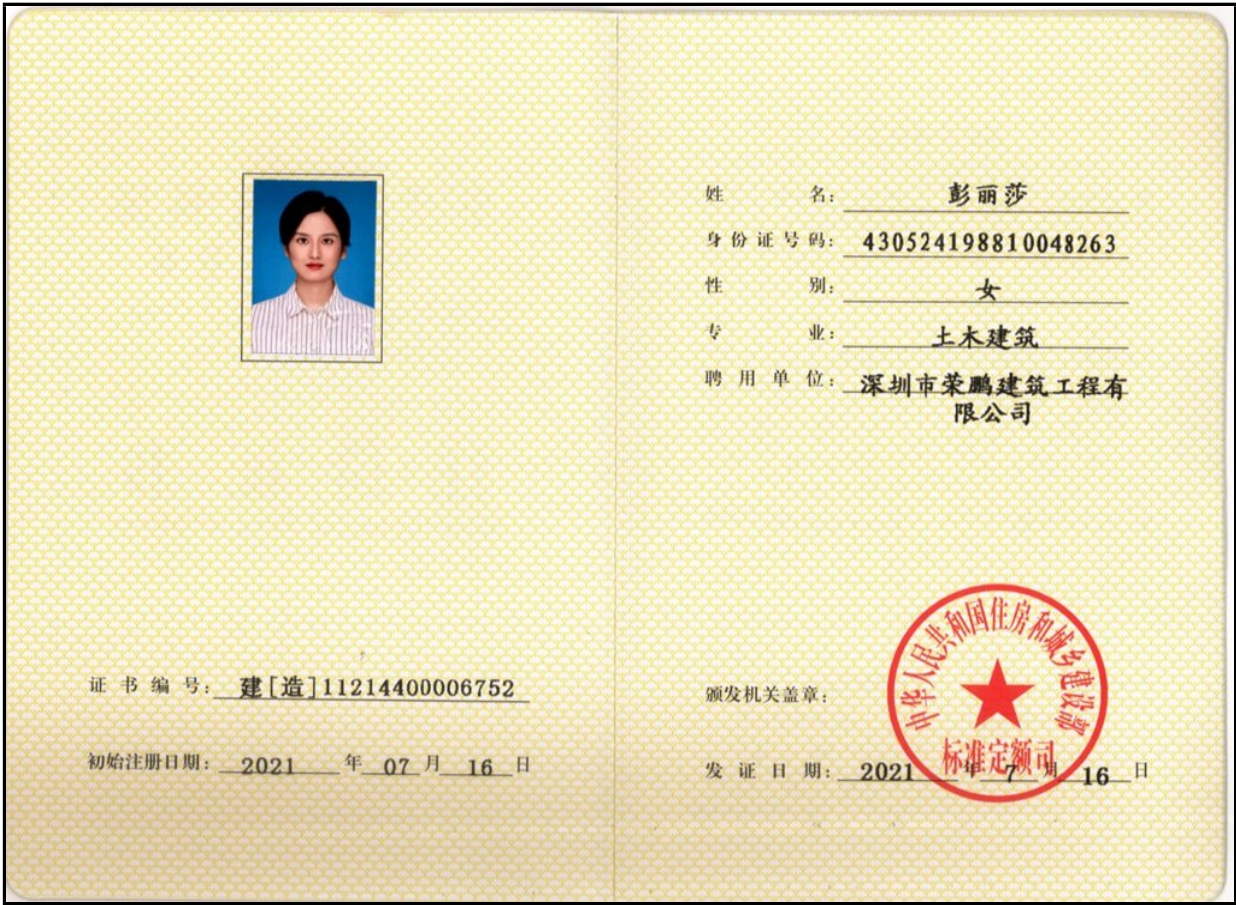 证书编号：建[造]11214400006752
初始注册日期：2021年07月16日
姓名：彭丽莎
身份证号码：430524198810048263
性别：女
专业：土木建筑
聘用单位：深圳市荣鹏建筑工程有
限公司
颁发机关盖章：
中华人民共和国住房和城乡建设部
标准定额司
发证日期：2021年7月16日